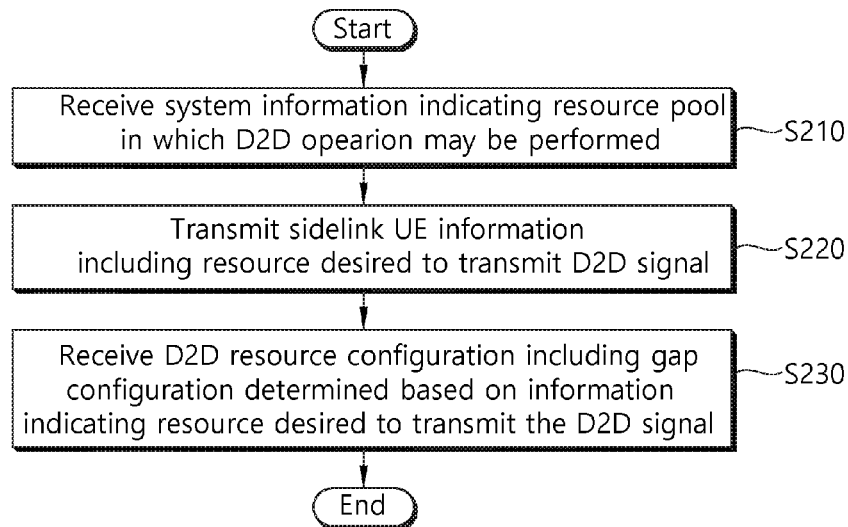 Start
Receive system information indicating resource pool
in which D2D opearion may be performed
S210
Transmit sidelink UE information
including resource desired to transmit D2D signal
S220
Receive D2D resource configuration including gap
configuration determined based on information
indicating resource desired to transmit the D2D signal
S230
End